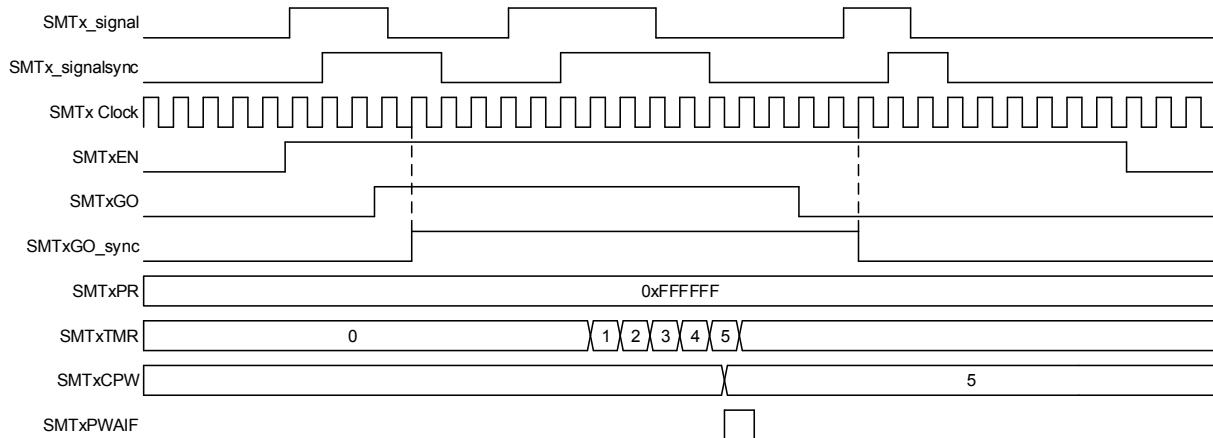 SMTx_signal
SMTx_signalsync
SMTx Clock
SMTxEN
SMTxGO
SMTxGO_sync
SMTxPR 0xFFFFFF
SMTxTMR 0 1 2 3 4 5
SMTxCPW 5
SMTxPWAIF